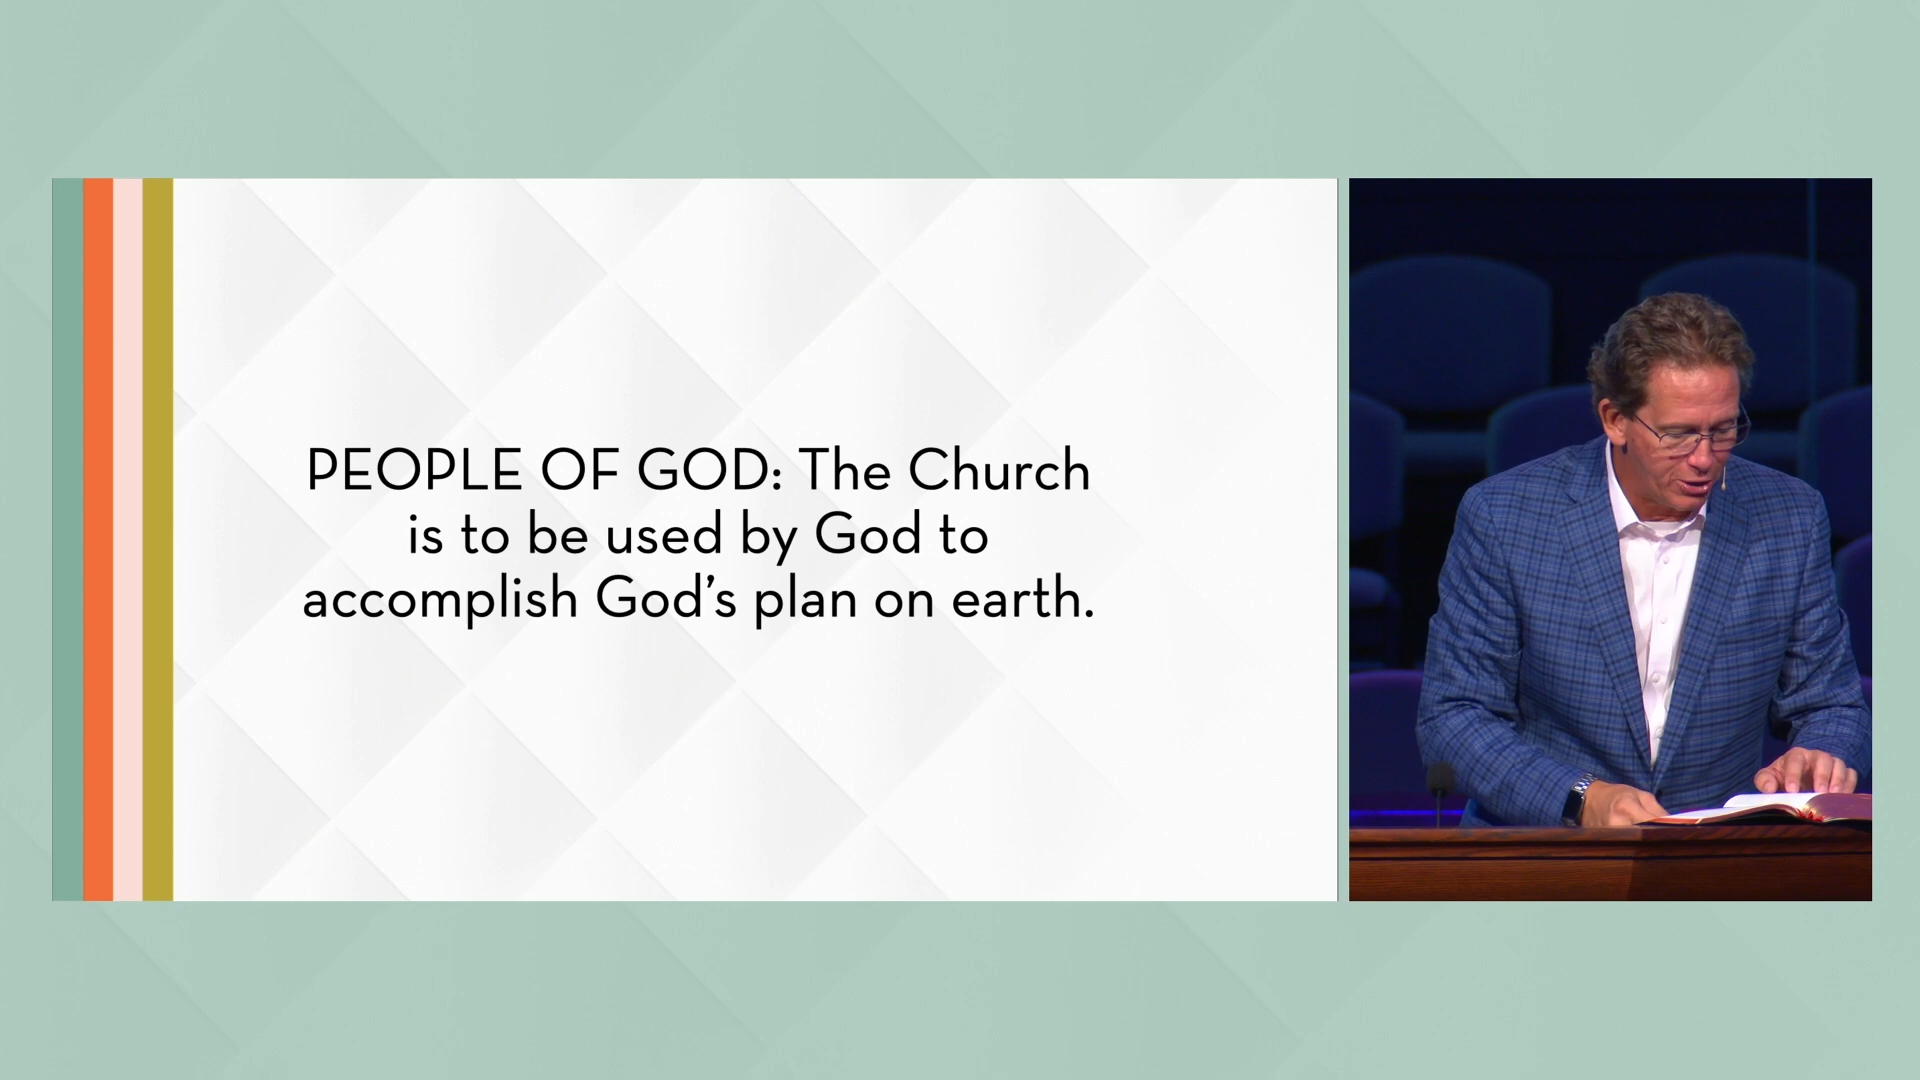 PEOPLE OF GOD: The Church
is to be used by God to
accomplish God’s plan on earth.